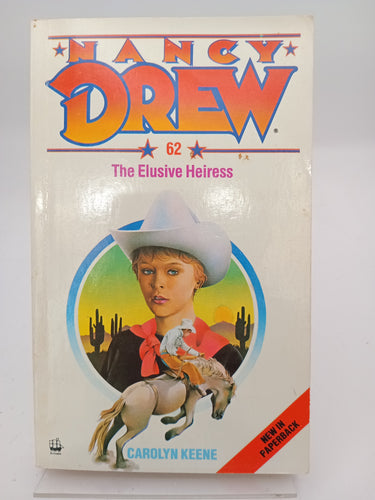 NANCY
DREW®
62
The Elusive Heiress
NEW IN
PAPERBACK
CAROLYN KEENE